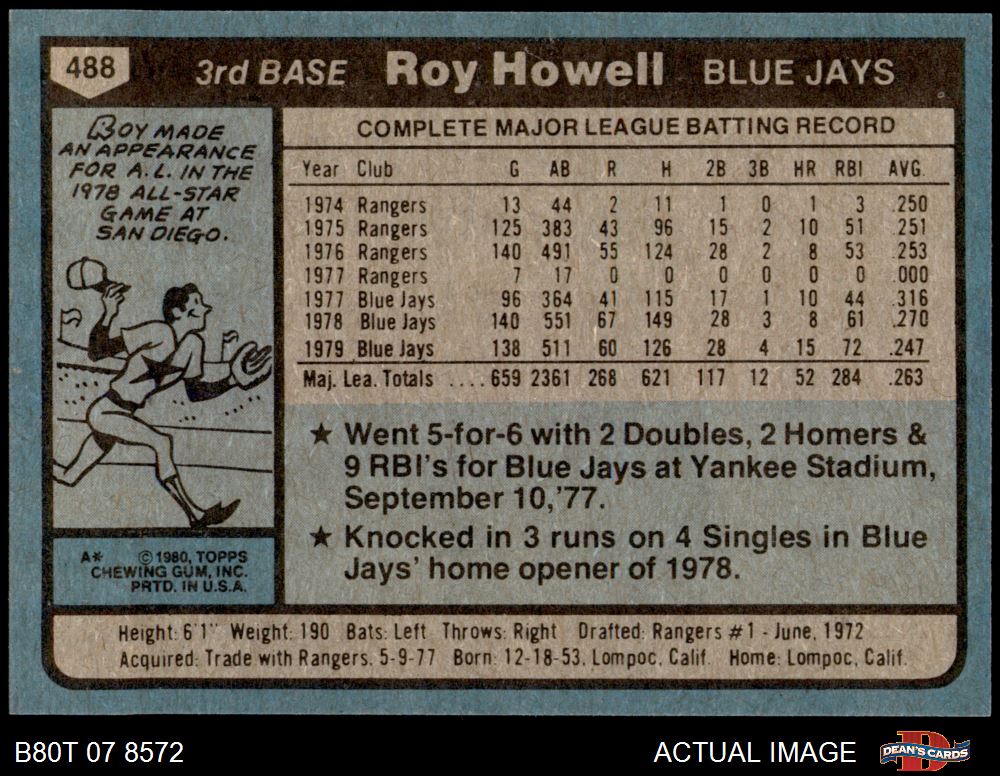 488 3rd BASE Roy Howell BLUE JAYS
ROY MADE
AN APPEARANCE
FOR A.L. IN THE
1978 ALL-STAR
GAME AT
SAN DIEGO.
COMPLETE MAJOR LEAGUE BATTING RECORD
Year Club G AB R H 2B 3B HR RBI AVG.
1974 Rangers 13 44 2 11 1 0 1 3 .250
1975 Rangers 125 383 43 96 15 2 10 51 .251
1976 Rangers 140 491 55 124 28 2 8 53 .253
1977 Rangers 7 17 0 0 0 0 0 0 .000
1977 Blue Jays 96 364 41 115 17 1 10 44 .316
1978 Blue Jays 140 551 67 149 28 3 8 61 .270
1979 Blue Jays 138 511 60 126 28 4 15 72 .247
Maj. Lea. Totals ....659 2361 268 621 117 12 52 284 .263
★ Went 5-for-6 with 2 Doubles, 2 Homers &
9 RBI's for Blue Jays at Yankee Stadium,
September 10,'77.
★ Knocked in 3 runs on 4 Singles in Blue
Jays' home opener of 1978.
A* ©1980, TOPPS
CHEWING GUM, INC.
PRTD. IN U.S.A.
Height: 6'1" Weight: 190 Bats: Left Throws: Right Drafted: Rangers #1 - June, 1972
Acquired: Trade with Rangers, 5-9-77 Born: 12-18-53, Lompoc, Calif. Home: Lompoc, Calif.
B80T 07 8572 ACTUAL IMAGE DEAN'S CARDS